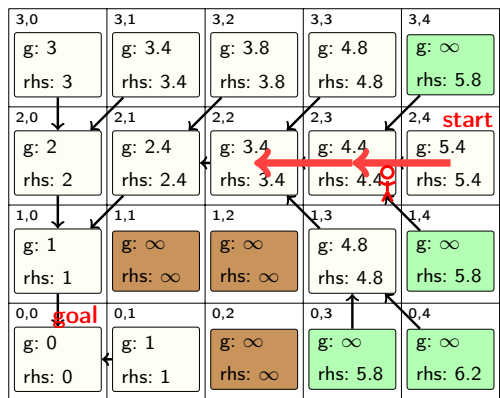 3,0 3,1 3,2 3,3 3,4
g: 3 g: 3.4 g: 3.8 g: 4.8 g: ∞
rhs: 3 rhs: 3.4 rhs: 3.8 rhs: 4.8 rhs: 5.8
2,0 2,1 2,2 2,3 2,4
start
g: 2 g: 2.4 g: 3.4 g: 4.4 g: 5.4
rhs: 2 rhs: 2.4 rhs: 3.4 rhs: 4.4 rhs: 5.4
1,0 1,1 1,2 1,3 1,4
g: 1 g: ∞ g: ∞ g: 4.8 g: ∞
rhs: 1 rhs: ∞ rhs: ∞ rhs: 4.8 rhs: 5.8
0,0 0,1 0,2 0,3 0,4
goal
g: 0 g: 1 g: ∞ g: ∞ g: ∞
rhs: 0 rhs: 1 rhs: ∞ rhs: 5.8 rhs: 6.2